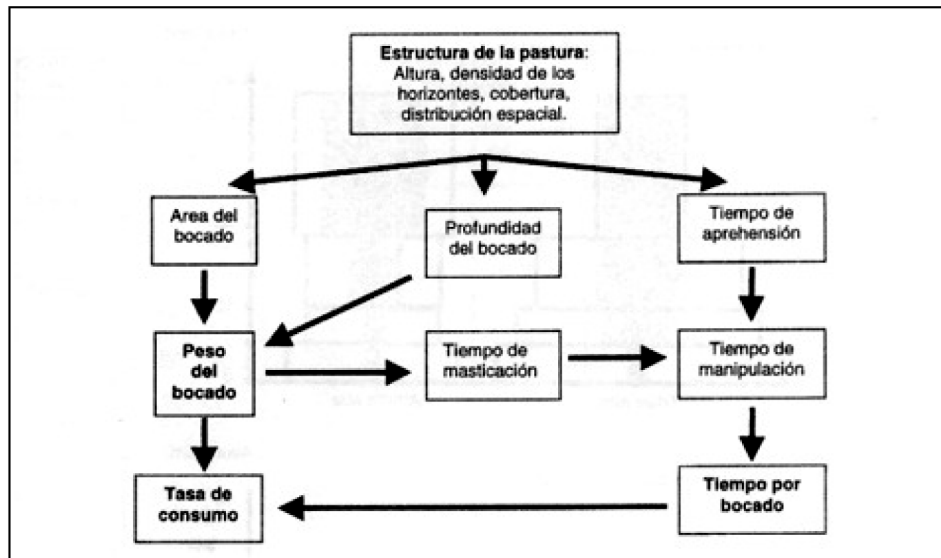 Estructura de la pastura:
Altura, densidad de los
horizontes, cobertura,
distribución espacial.
Area del
bocado
Profundidad
del bocado
Tiempo de
aprehensión
Peso
del
bocado
Tiempo de
masticación
Tiempo de
manipulación
Tasa de
consumo
Tiempo por
bocado